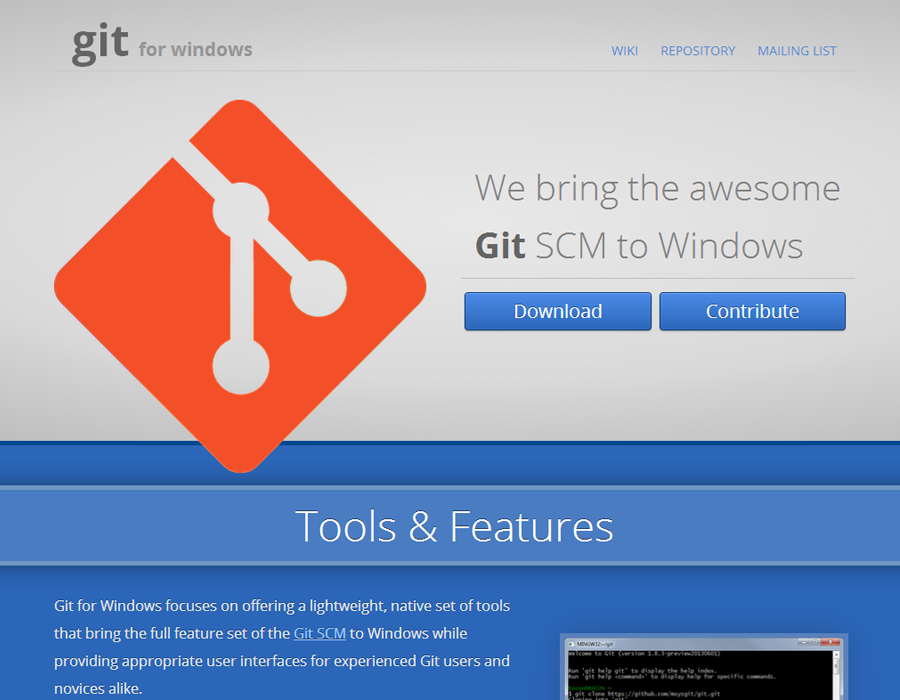 git for windows
WIKI REPOSITORY MAILING LIST
We bring the awesome
Git SCM to Windows
Download Contribute
Tools & Features
Git for Windows focuses on offering a lightweight, native set of tools
that bring the full feature set of the Git SCM to Windows while
providing appropriate user interfaces for experienced Git users and
novices alike.
MINGW32:~/git
Welcome to Git (version 1.8.3-preview20130601)
Run 'git help git' to display the help index.
Run 'git help <command>' to display help for specific commands.
$ git clone https://github.com/msysgit/git.git